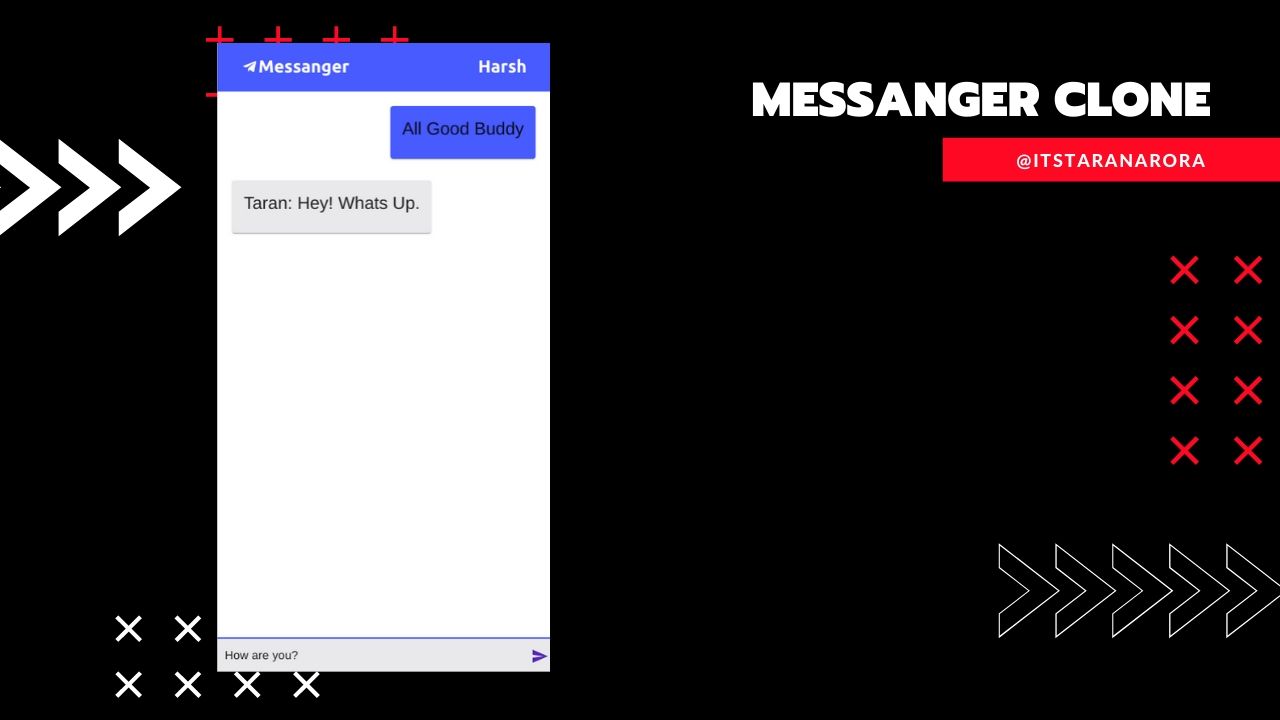 Messanger
Harsh
All Good Buddy
Taran: Hey! Whats Up.
How are you?
MESSANGER CLONE
@ITSTARANARORA